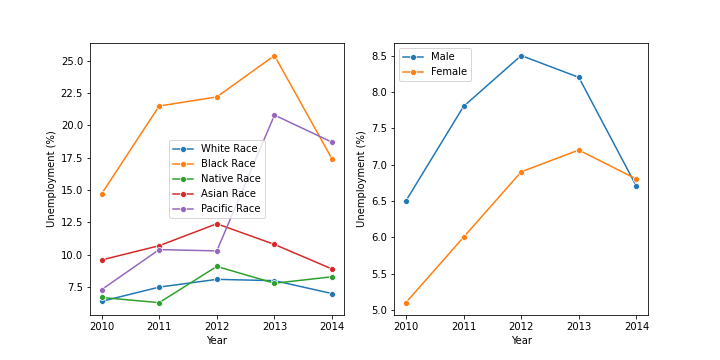 25.0
22.5
20.0
17.5
15.0
12.5
10.0
7.5
Unemployment (%)
White Race
Black Race
Native Race
Asian Race
Pacific Race
2010 2011 2012 2013 2014
Year
8.5
8.0
7.5
7.0
6.5
6.0
5.5
5.0
Unemployment (%)
Male
Female
2010 2011 2012 2013 2014
Year